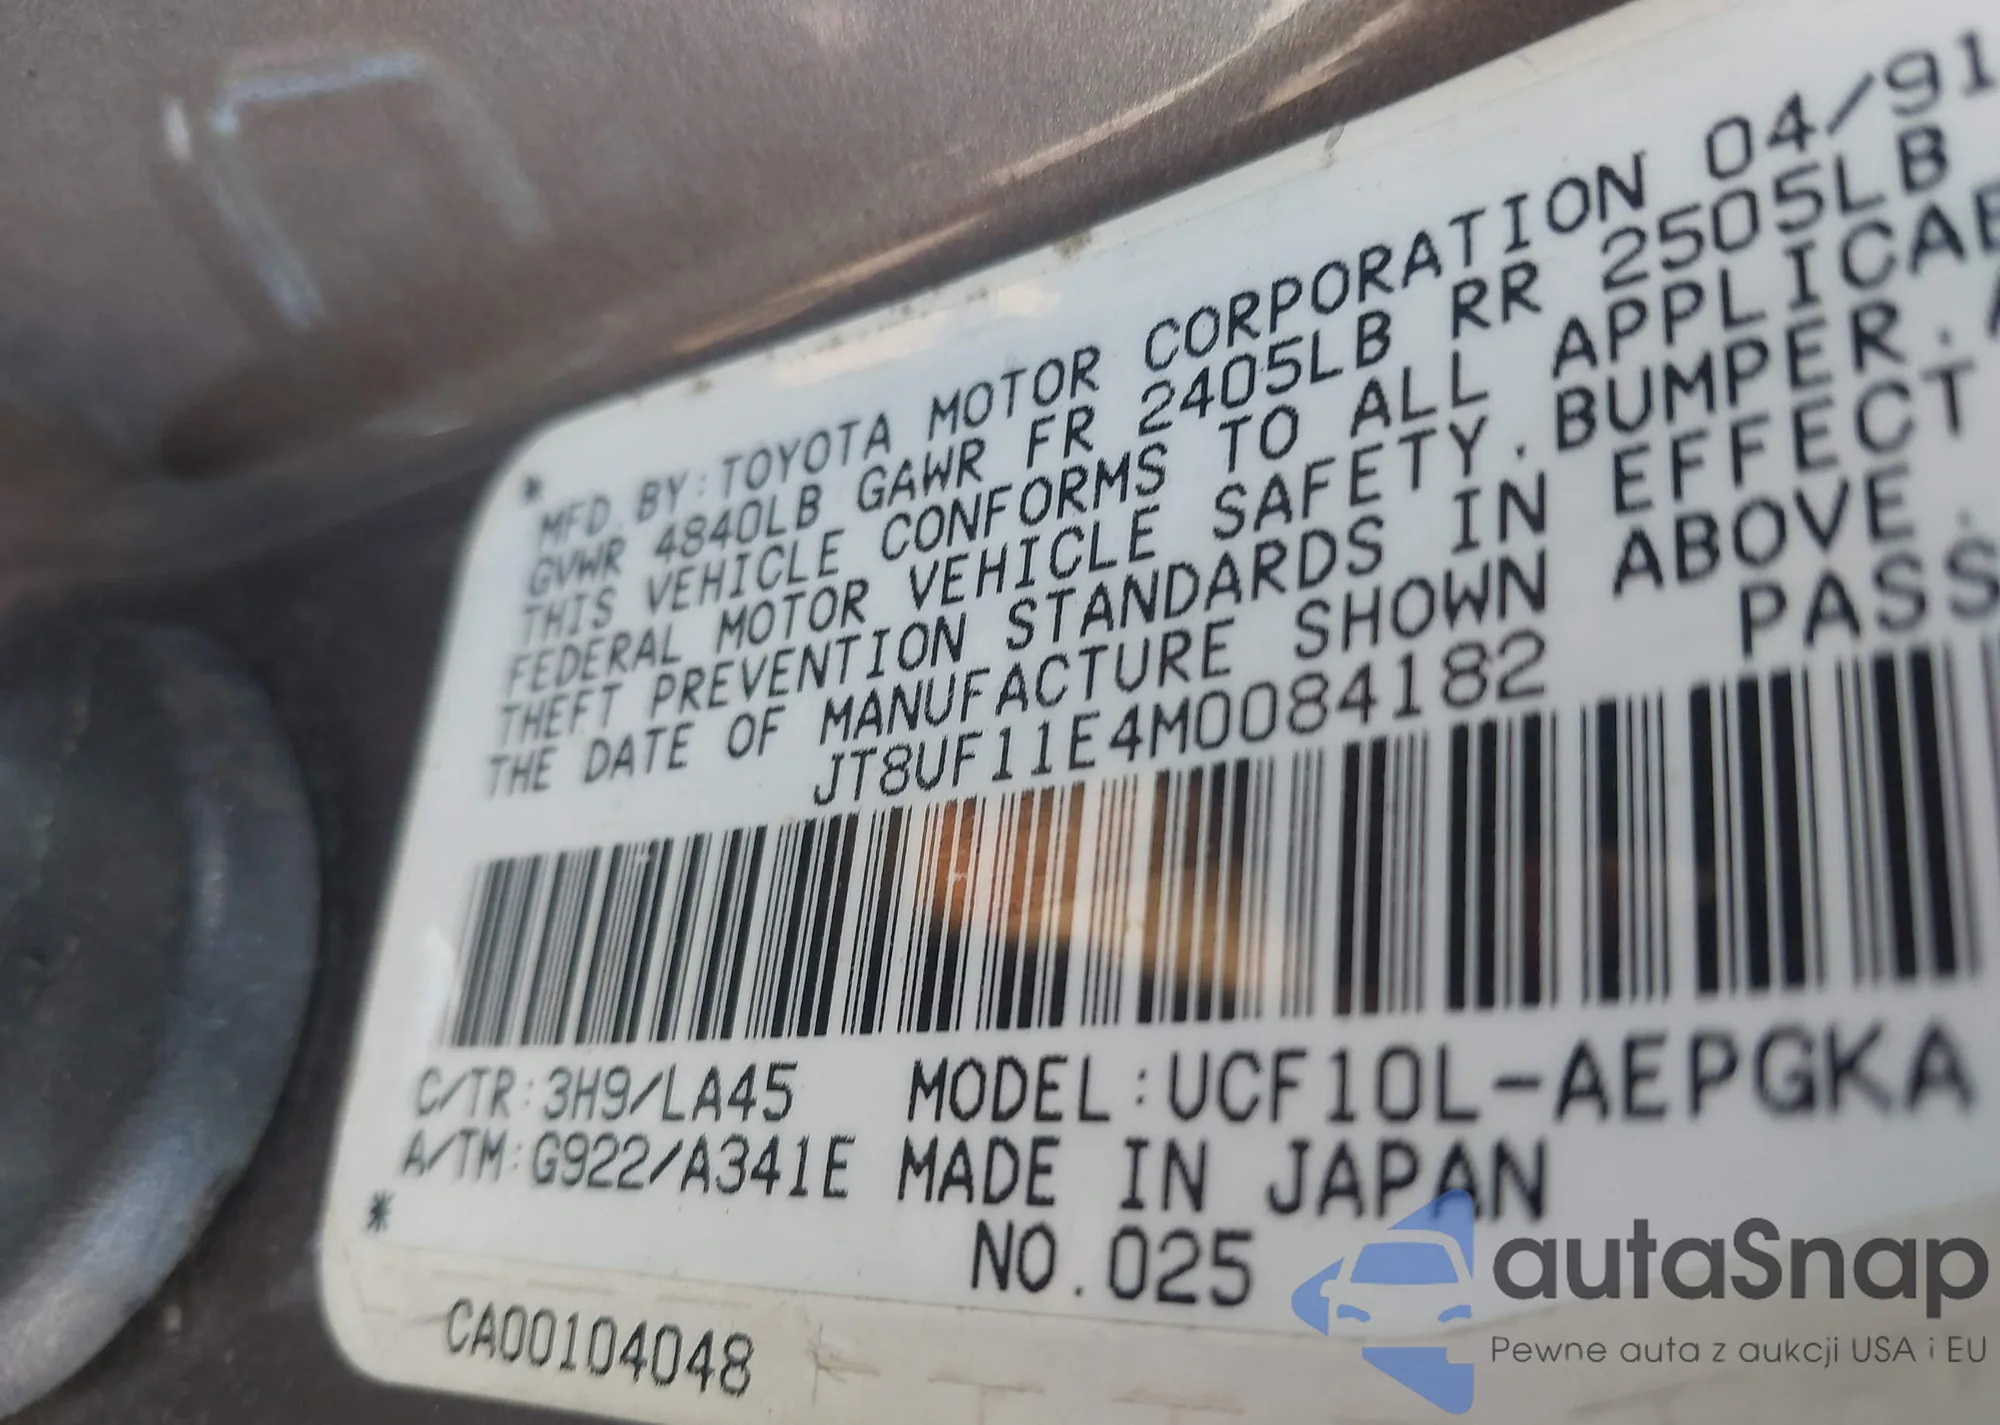 *
MFD. BY: TOYOTA MOTOR CORPORATION 04/91
GVWR 4840LB GAWR FR 2405LB RR 2505LB
THIS VEHICLE CONFORMS TO ALL
FEDERAL MOTOR VEHICLE SAFETY. BUMPER.
THEFT PREVENTION STANDARDS IN EFFECT
THE DATE OF MANUFACTURE SHOWN ABOVE.
JT8UF11E4M0084182 PASS
C/TR: 3H9/LA45 MODEL: UCF10L-AEPGKA
A/TM: G922/A341E MADE IN JAPAN
*
NO. 025
CA00104048
autaSnap
Pewne auta z aukcji USA i EU